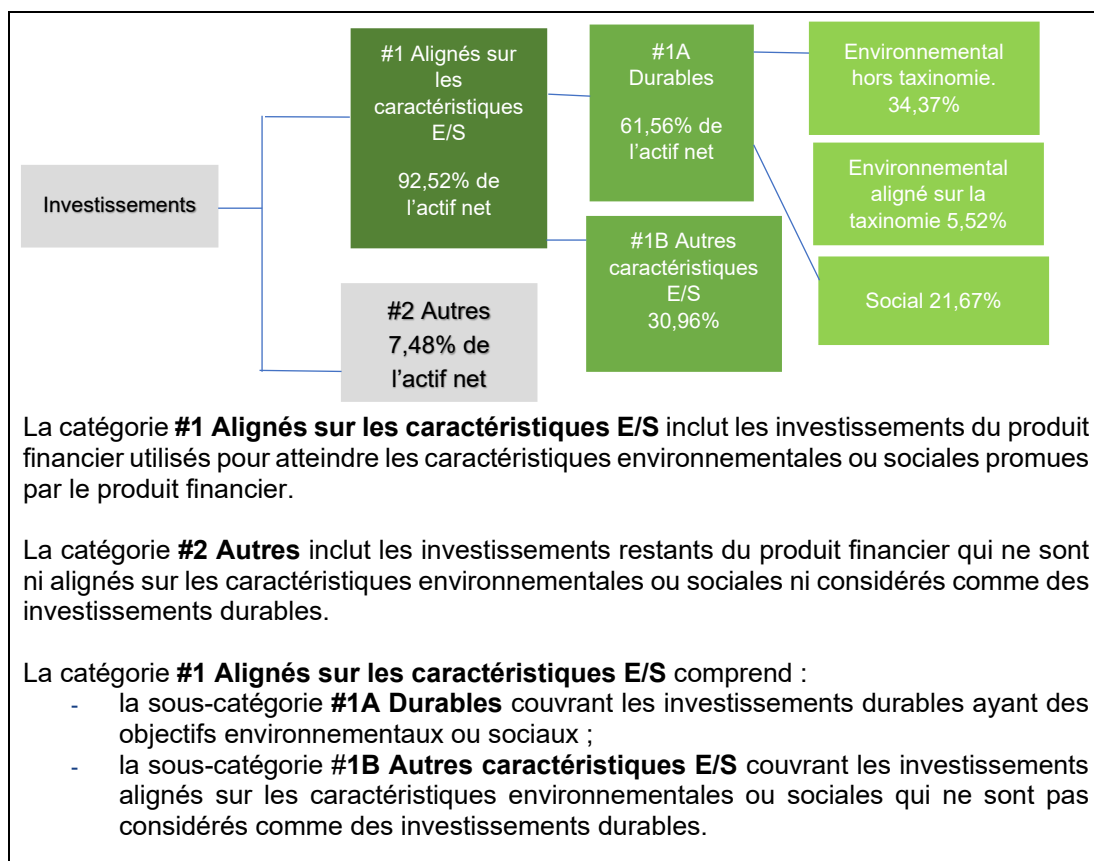 Investissements
#1 Alignés sur
les
caractéristiques
E/S
92,52% de
l’actif net
#2 Autres
7,48% de
l’actif net
#1A
Durables
61,56% de
l’actif net
#1B Autres
caractéristiques
E/S
30,96%
Environnemental
hors taxinomie.
34,37%
Environnemental
aligné sur la
taxinomie 5,52%
Social 21,67%
La catégorie #1 Alignés sur les caractéristiques E/S inclut les investissements du produit
financier utilisés pour atteindre les caractéristiques environnementales ou sociales promues
par le produit financier.
La catégorie #2 Autres inclut les investissements restants du produit financier qui ne sont
ni alignés sur les caractéristiques environnementales ou sociales ni considérés comme des
investissements durables.
La catégorie #1 Alignés sur les caractéristiques E/S comprend :
- la sous-catégorie #1A Durables couvrant les investissements durables ayant des
objectifs environnementaux ou sociaux ;
- la sous-catégorie #1B Autres caractéristiques E/S couvrant les investissements
alignés sur les caractéristiques environnementales ou sociales qui ne sont pas
considérés comme des investissements durables.